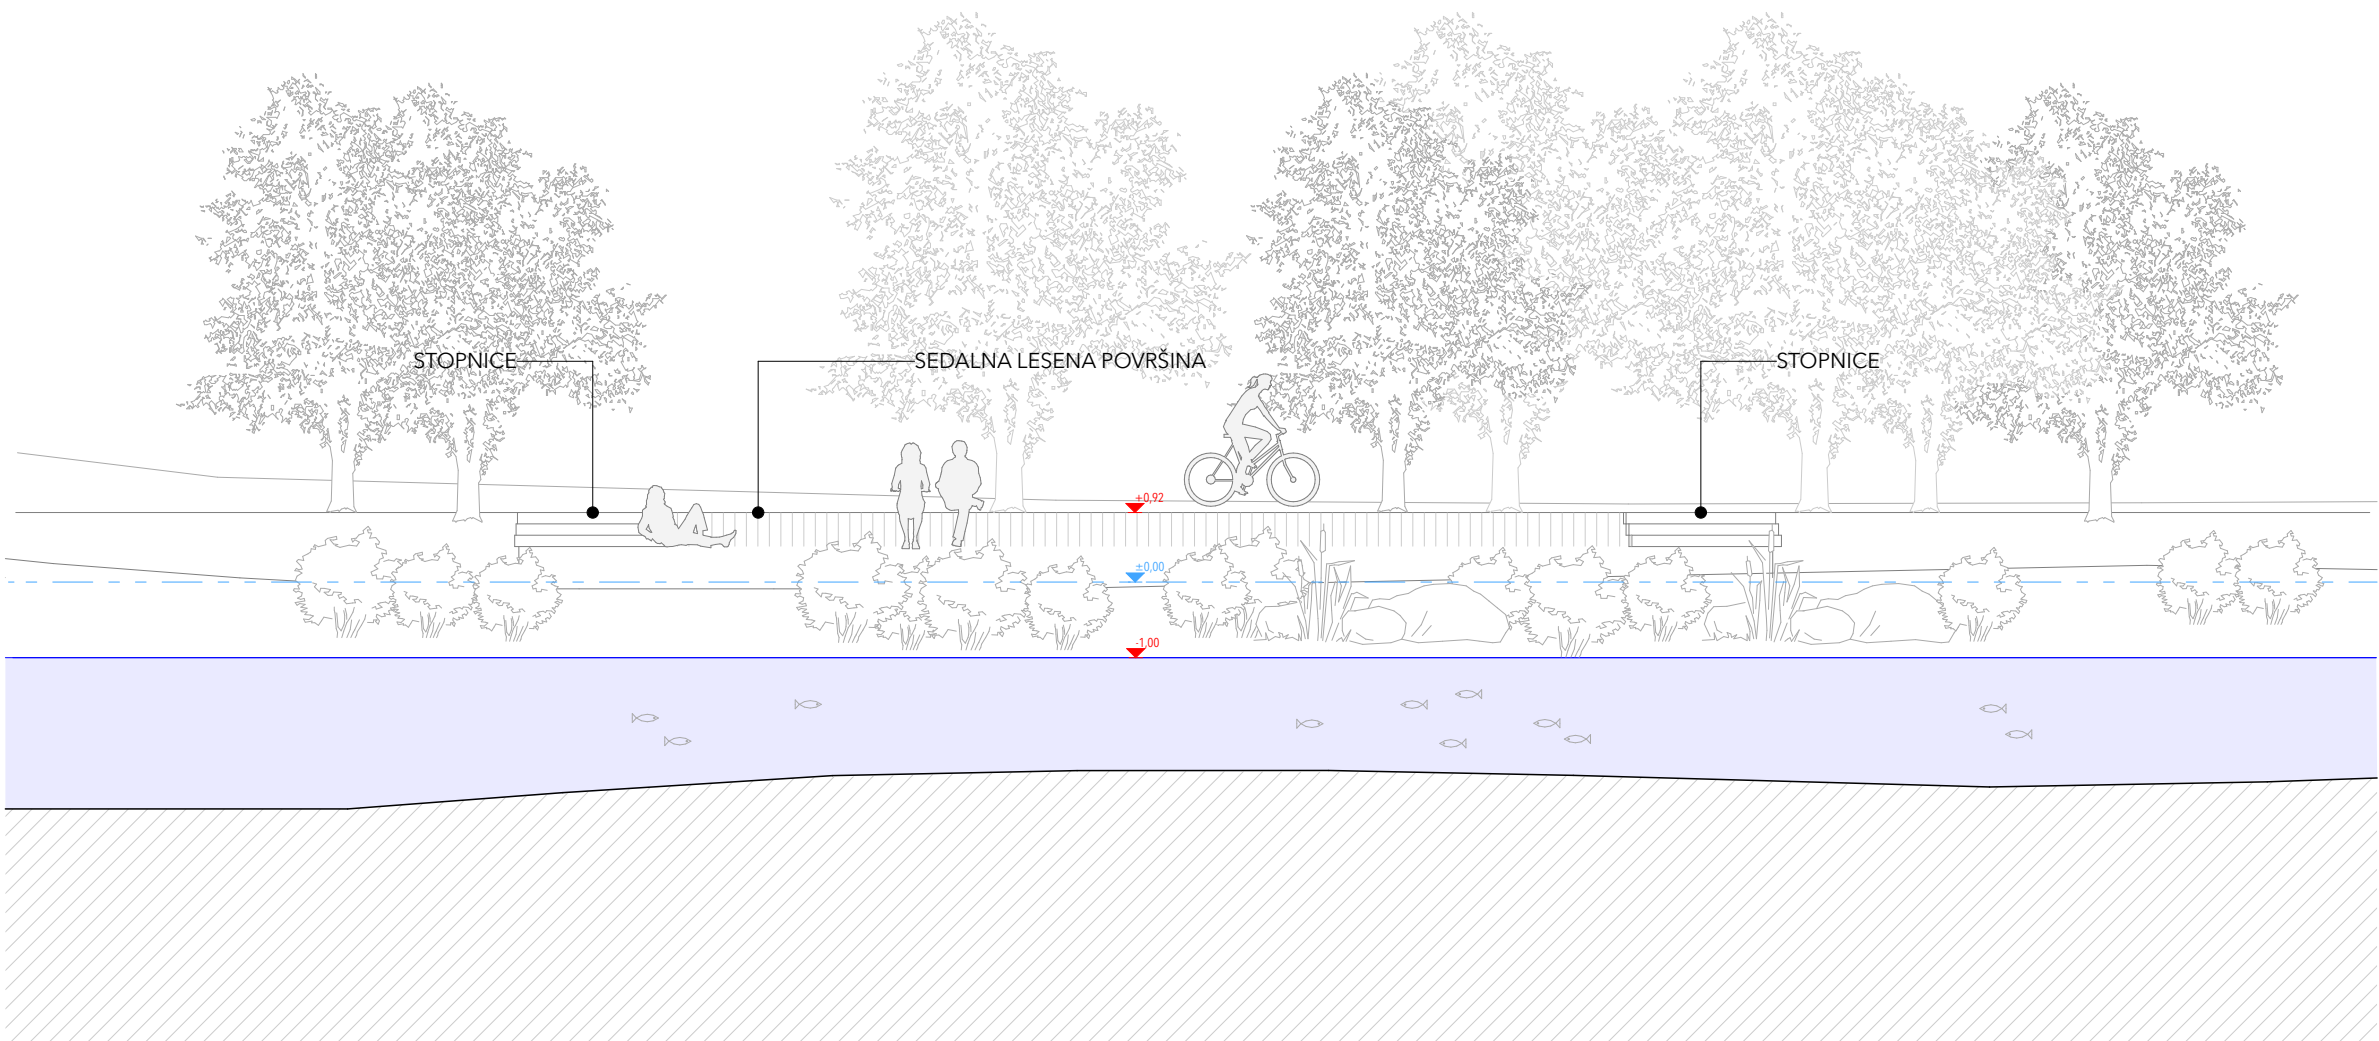 STOPNICE
SEDALNA LESENA POVRŠINA
STOPNICE
+0,92
±0,00
-1,00